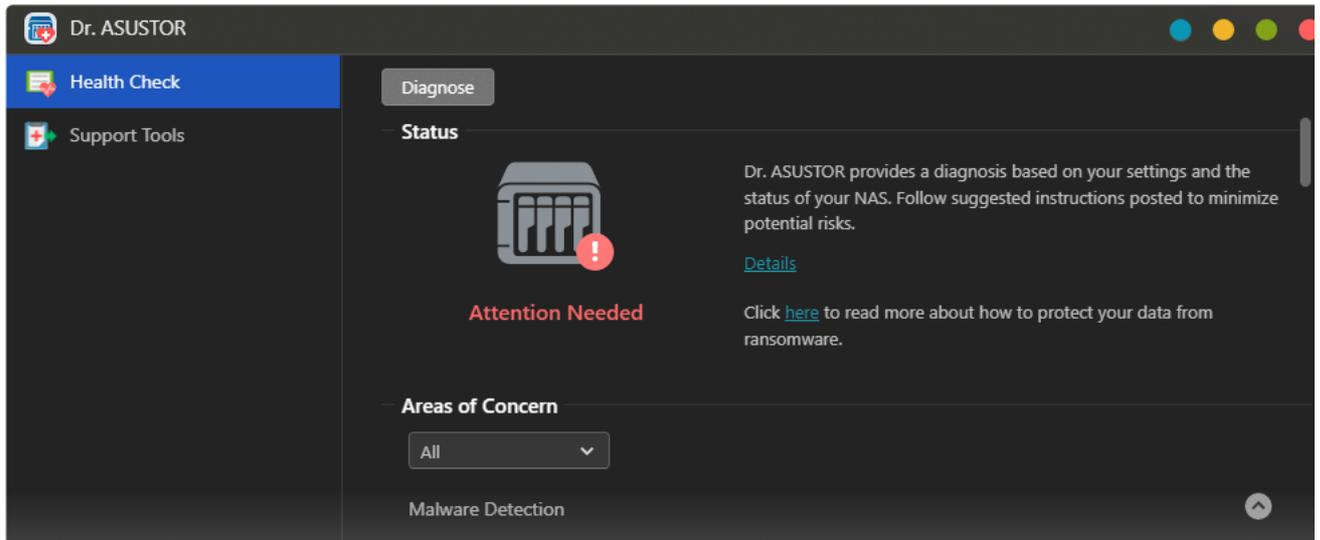 Dr. ASUSTOR
Health Check
Support Tools
Diagnose
Status
Attention Needed
Dr. ASUSTOR provides a diagnosis based on your settings and the
status of your NAS. Follow suggested instructions posted to minimize
potential risks.
Details
Click here to read more about how to protect your data from
ransomware.
Areas of Concern
All
Malware Detection